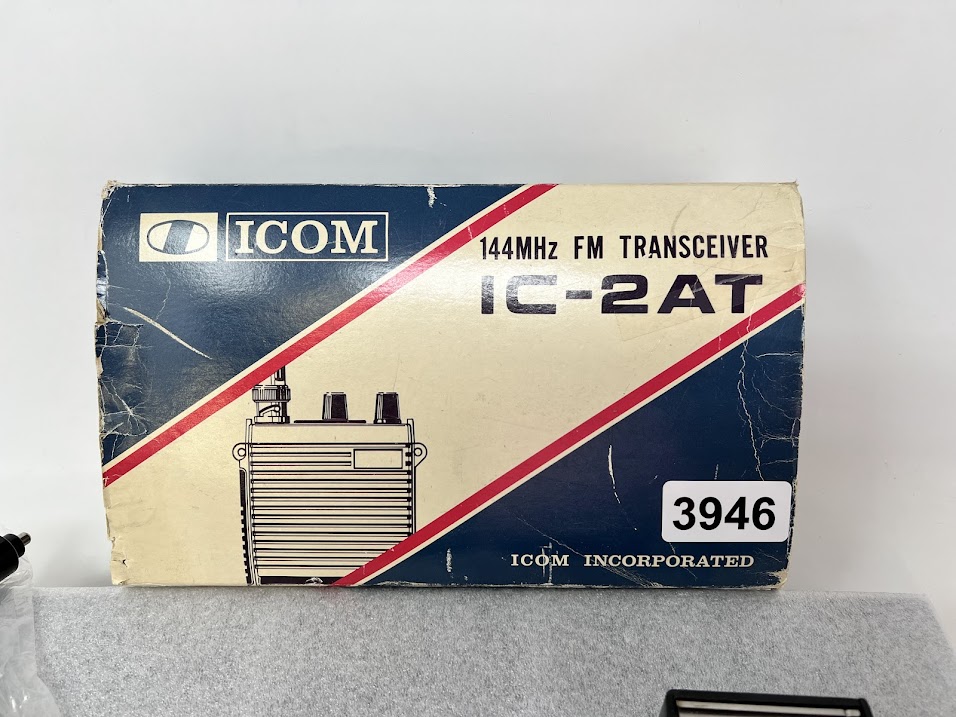 ICOM
144MHz FM TRANSCEIVER
IC-2AT
3946
ICOM INCORPORATED